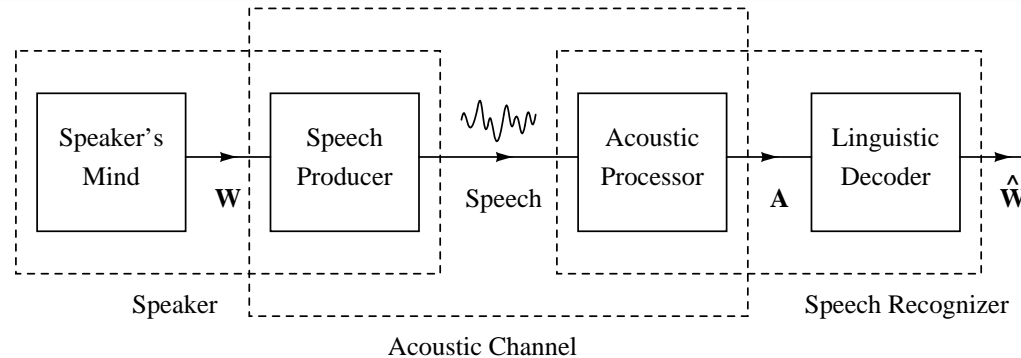 Speaker's
Mind
W
Speech
Producer
Speech
Acoustic
Processor
A
Linguistic
Decoder
Ŵ
Speaker
Speech Recognizer
Acoustic Channel